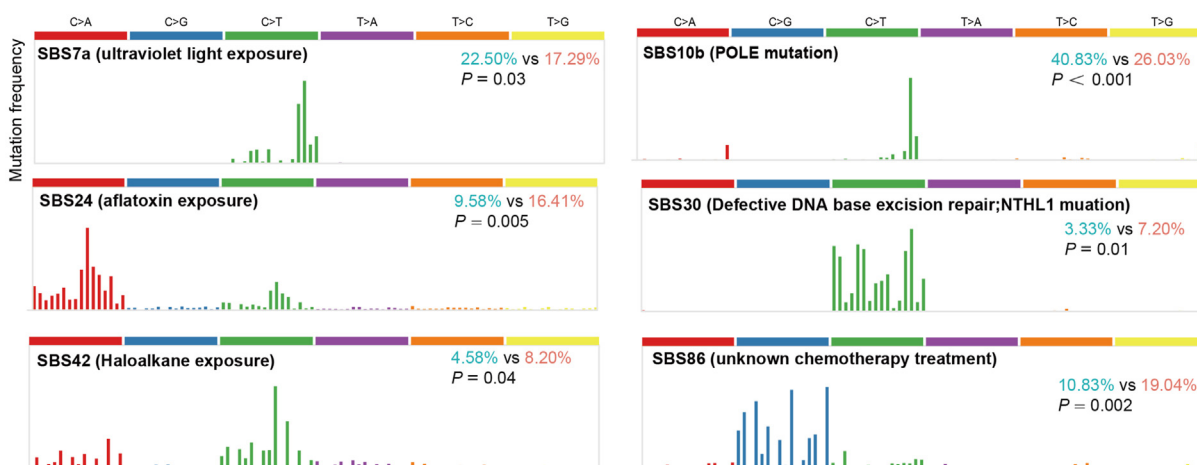 C>A C>G C>T T>A T>C T>G
SBS7a (ultraviolet light exposure)
22.50% vs 17.29%
P = 0.03
Mutation frequency
C>A C>G C>T T>A T>C T>G
SBS10b (POLE mutation)
40.83% vs 26.03%
P < 0.001
SBS24 (aflatoxin exposure)
9.58% vs 16.41%
P = 0.005
SBS30 (Defective DNA base excision repair;NTHL1 muation)
3.33% vs 7.20%
P = 0.01
SBS42 (Haloalkane exposure)
4.58% vs 8.20%
P = 0.04
SBS86 (unknown chemotherapy treatment)
10.83% vs 19.04%
P = 0.002